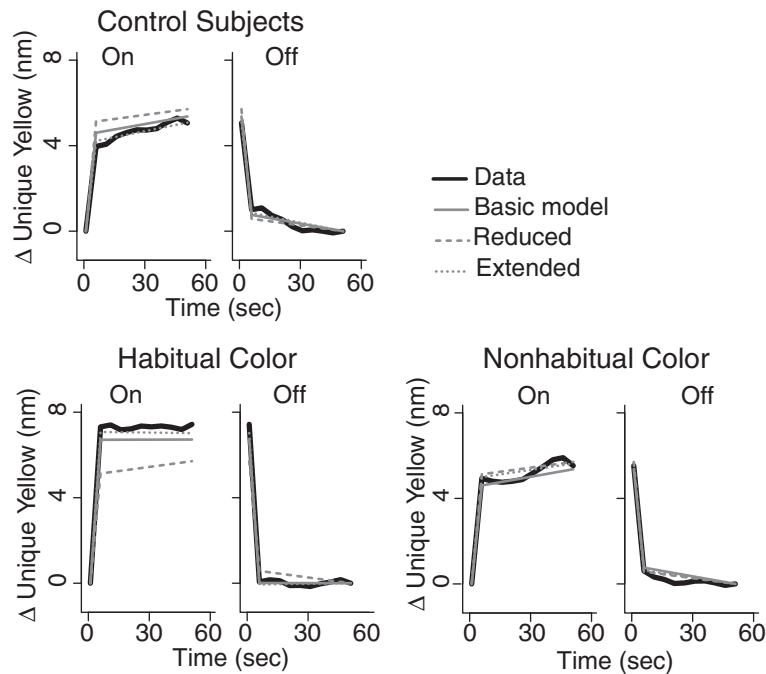 Control Subjects
On Off
Δ Unique Yellow (nm)
8
4
0
0 30 60 0 30 60
Time (sec)
Data
Basic model
Reduced
Extended
Habitual Color
On Off
Δ Unique Yellow (nm)
8
4
0
0 30 60 0 30 60
Time (sec)
Nonhabitual Color
On Off
Δ Unique Yellow (nm)
8
4
0
0 30 60 0 30 60
Time (sec)